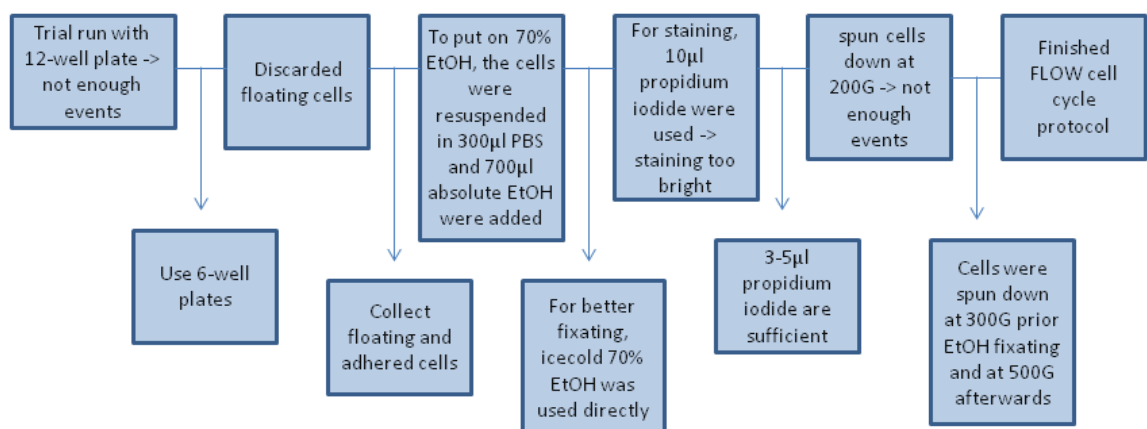 Trial run with
12-well plate ->
not enough
events
Discarded
floating cells
To put on 70%
EtOH, the cells
were
resuspended
in 300µl PBS
and 700µl
absolute EtOH
were added
For staining,
10µl
propidium
iodide were
used ->
staining too
bright
spun cells
down at
200G -> not
enough
events
Finished
FLOW cell
cycle
protocol
Use 6-well
plates
Collect
floating and
adhered cells
For better
fixating,
icecold 70%
EtOH was
used directly
3-5µl
propidium
iodide are
sufficient
Cells were
spun down
at 300G prior
EtOH fixating
and at 500G
afterwards